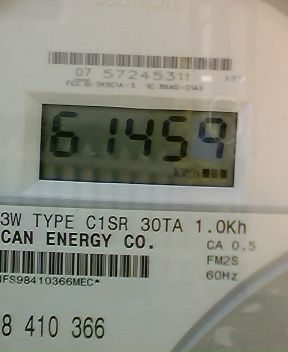 07 57245311
61459
kWh
3W TYPE C1SR 30TA 1.0Kh
CAN ENERGY CO.
CA 0.5
FM2S
60Hz
IFS98410366MEC*
8 410 366